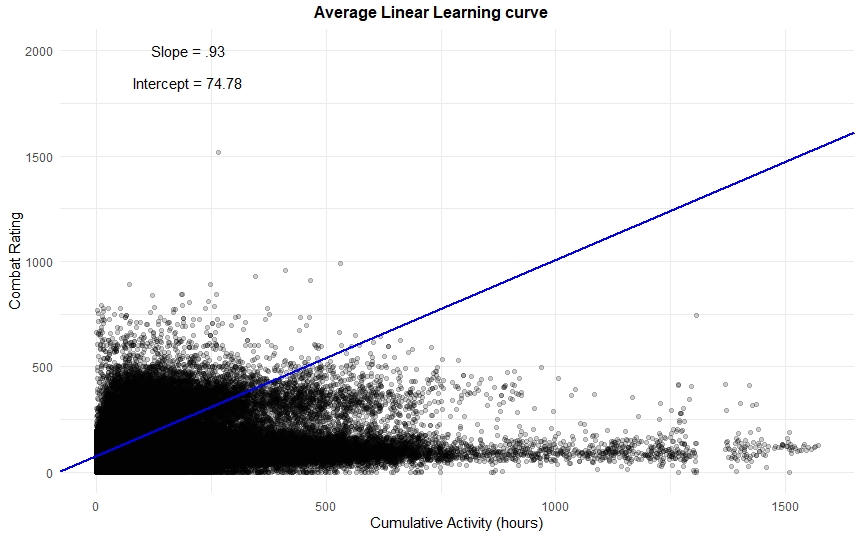 Average Linear Learning curve
2000
Slope = .93
Intercept = 74.78
1500
1000
500
0
Combat Rating
0 500 1000 1500
Cumulative Activity (hours)